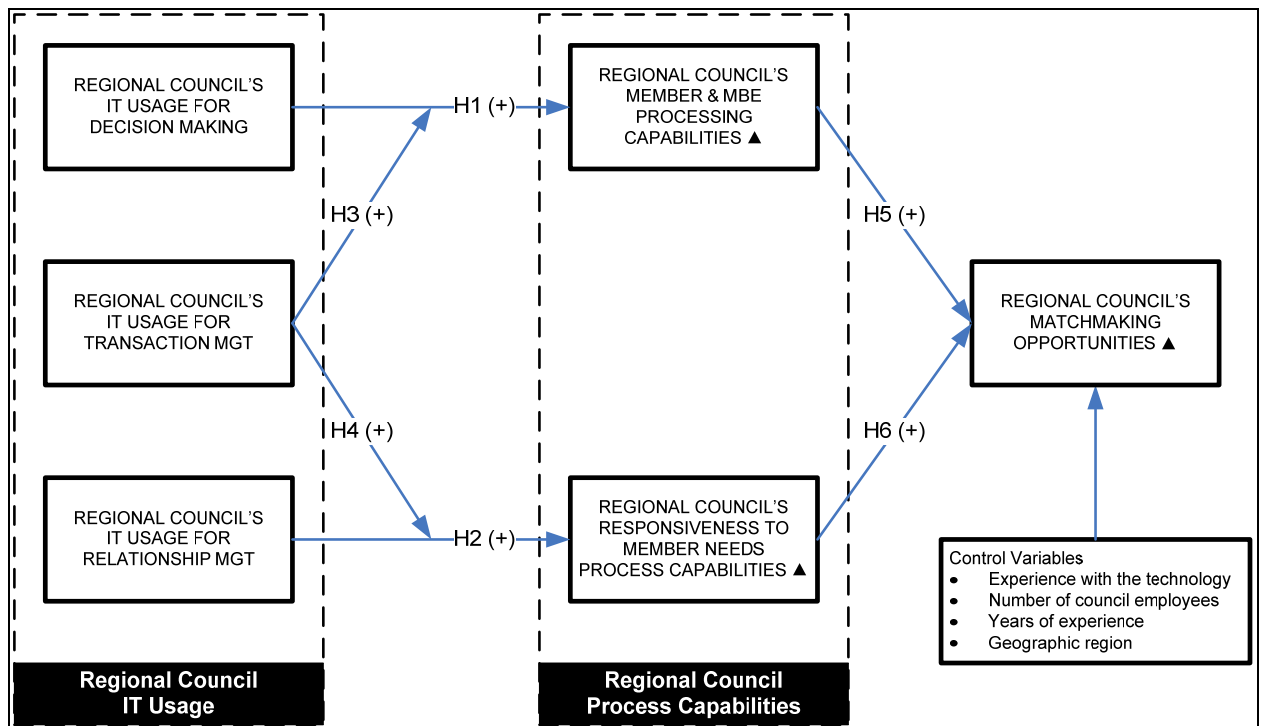 REGIONAL COUNCIL'S
IT USAGE FOR
DECISION MAKING
H1 (+)
REGIONAL COUNCIL'S
MEMBER & MBE
PROCESSING
CAPABILITIES ▲
H3 (+)
H5 (+)
REGIONAL COUNCIL'S
IT USAGE FOR
TRANSACTION MGT
REGIONAL COUNCIL'S
MATCHMAKING
OPPORTUNITIES ▲
H4 (+)
H6 (+)
REGIONAL COUNCIL'S
IT USAGE FOR
RELATIONSHIP MGT
H2 (+)
REGIONAL COUNCIL'S
RESPONSIVENESS TO
MEMBER NEEDS
PROCESS CAPABILITIES ▲
Control Variables
● Experience with the technology
● Number of council employees
● Years of experience
● Geographic region
Regional Council
IT Usage
Regional Council
Process Capabilities